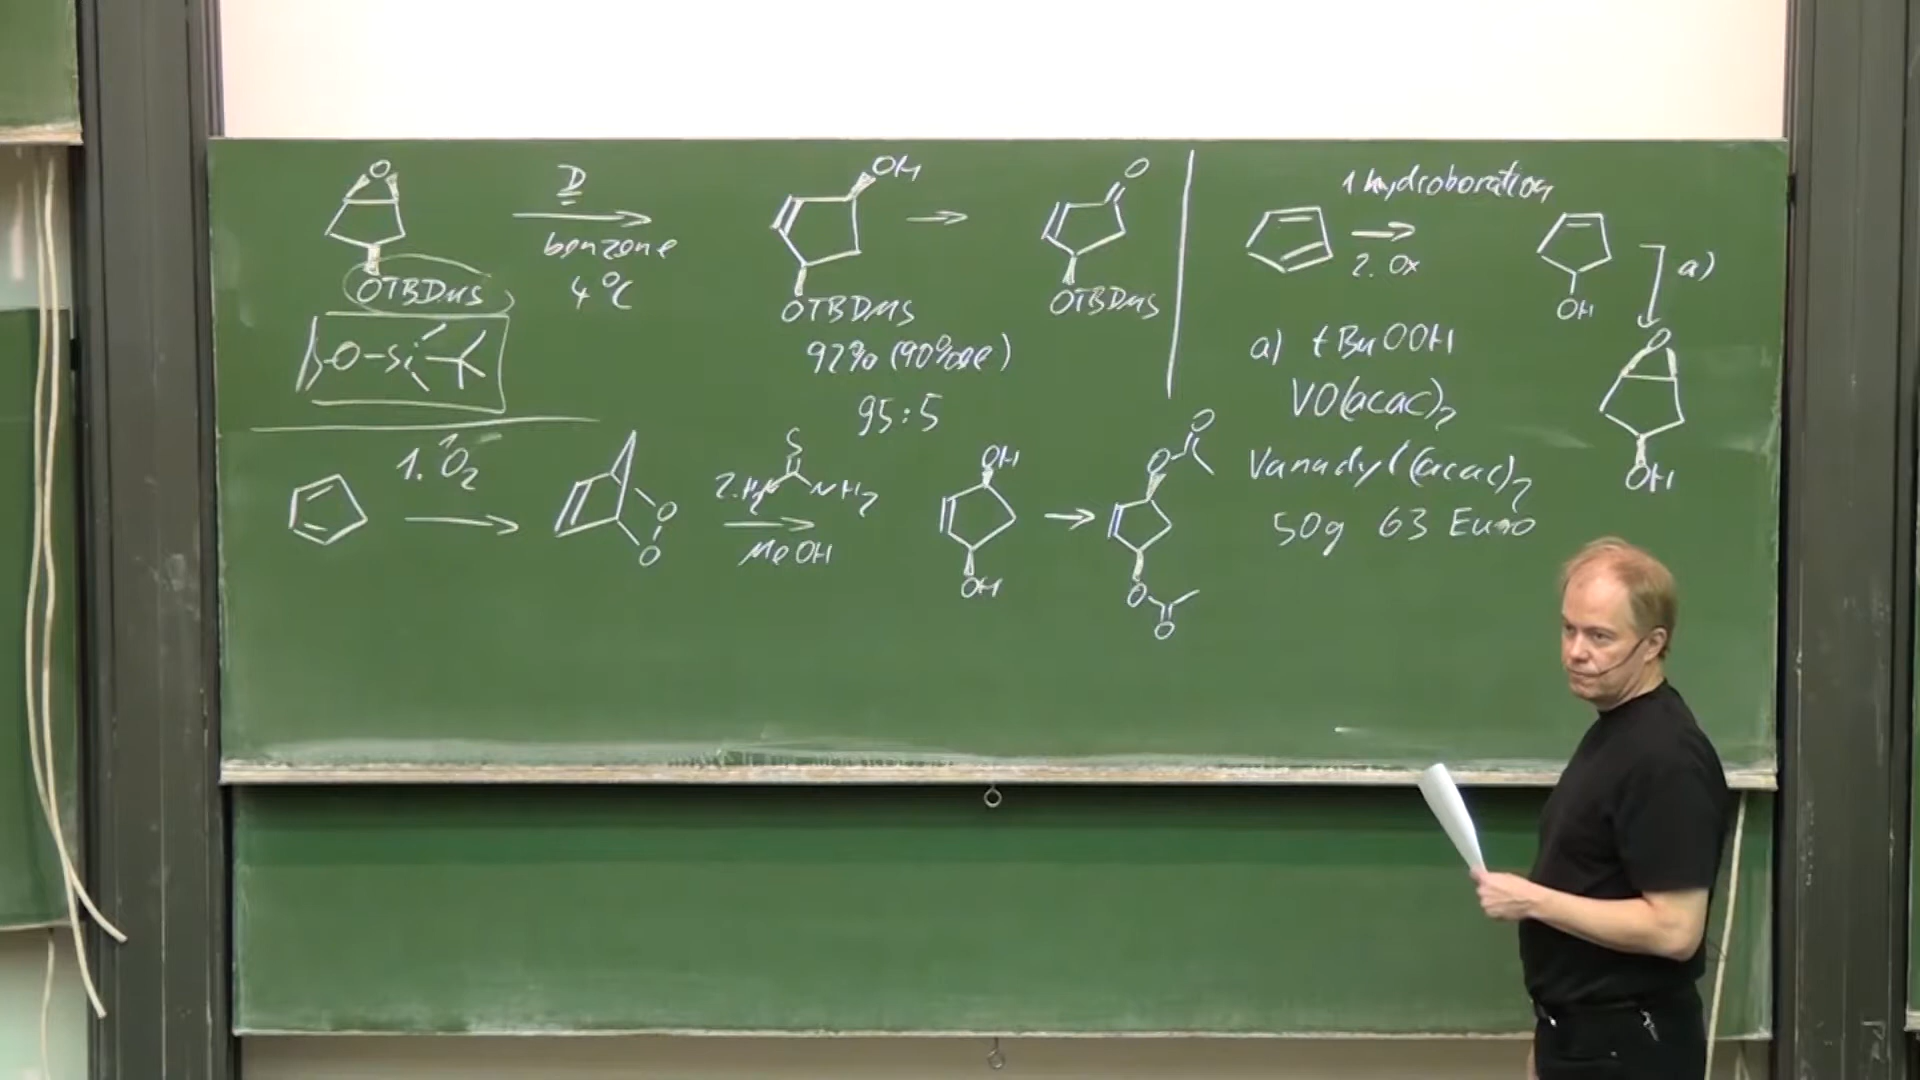 O
OTBDMS
O-Si
D
benzene
4°C
OH
OTBDMS
92% (90%ee)
95:5
O
OTBDMS
1 hydroboration
2. Ox
OH
a)
O
OH
a) tBuOOH
VO(acac)2
Vanadyl(acac)2
50g 63 Euro
1. ¹O2
O
O
S
2. H2N NH2
MeOH
OH
OH
O
O
O
O